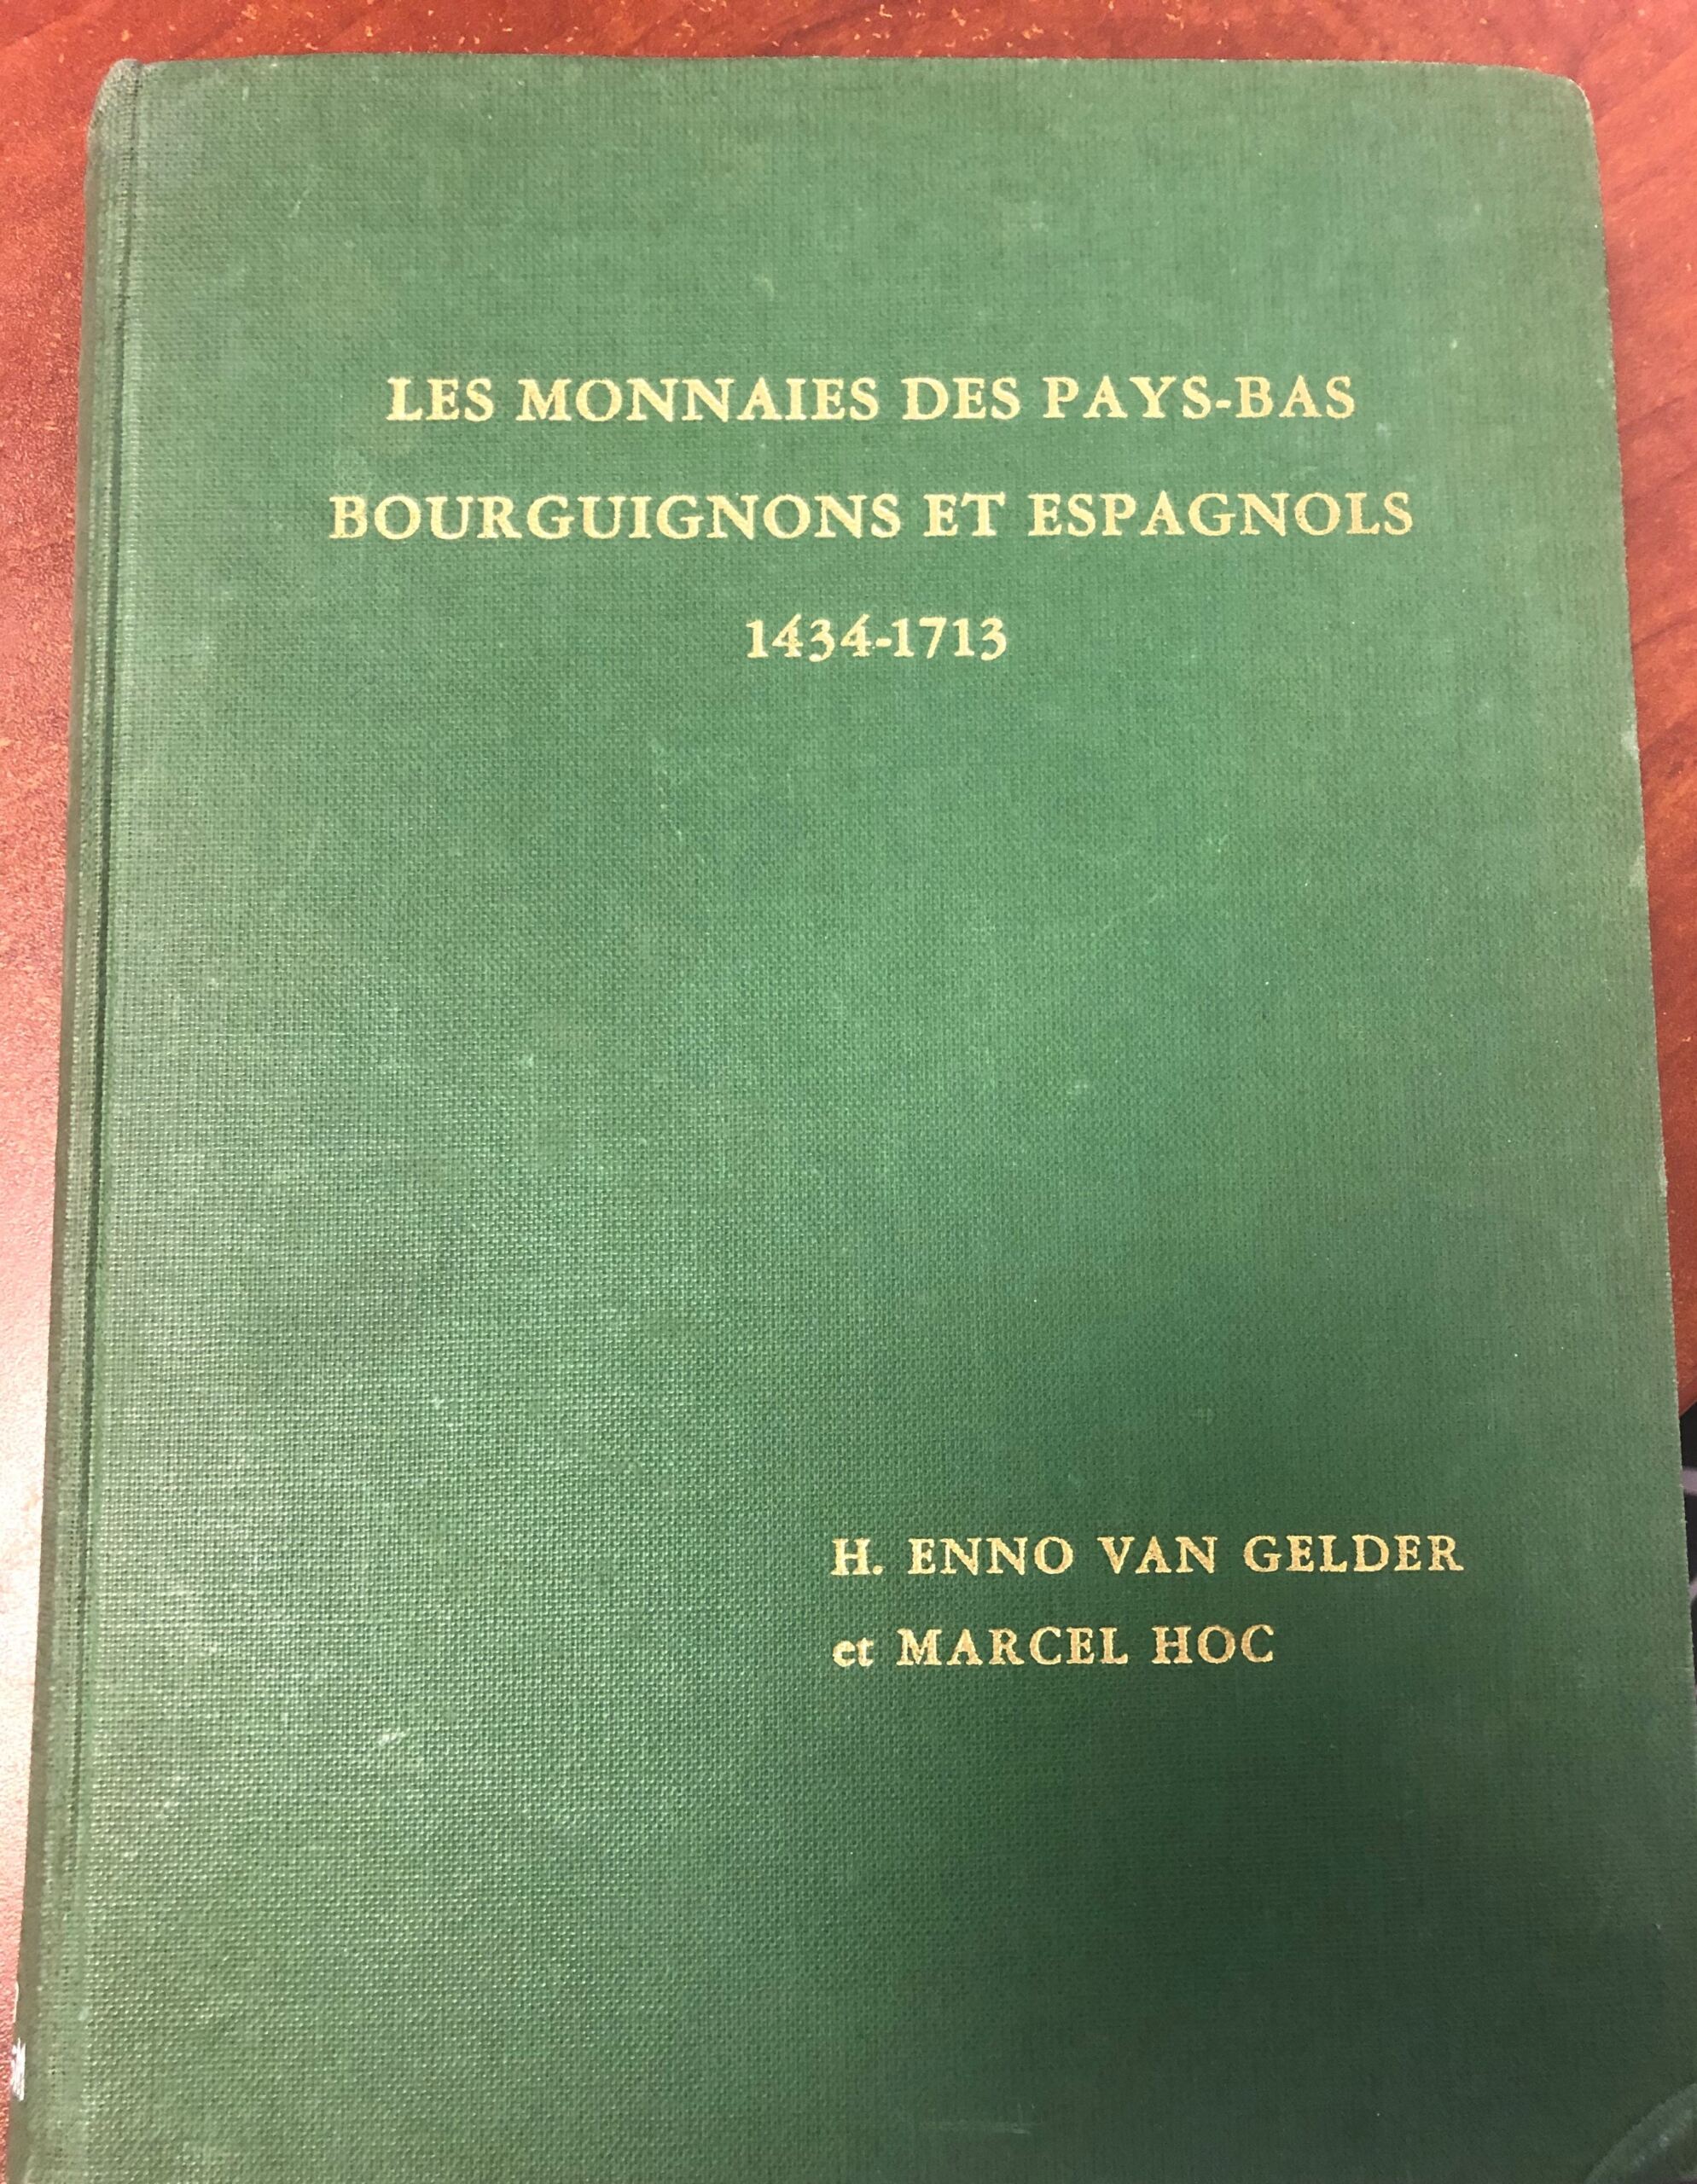 LES MONNAIES DES PAYS-BAS
BOURGUIGNONS ET ESPAGNOLS
1434-1713
H. ENNO VAN GELDER
et MARCEL HOC